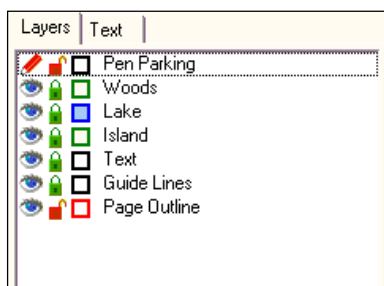 Layers Text
Pen Parking
Woods
Lake
Island
Text
Guide Lines
Page Outline